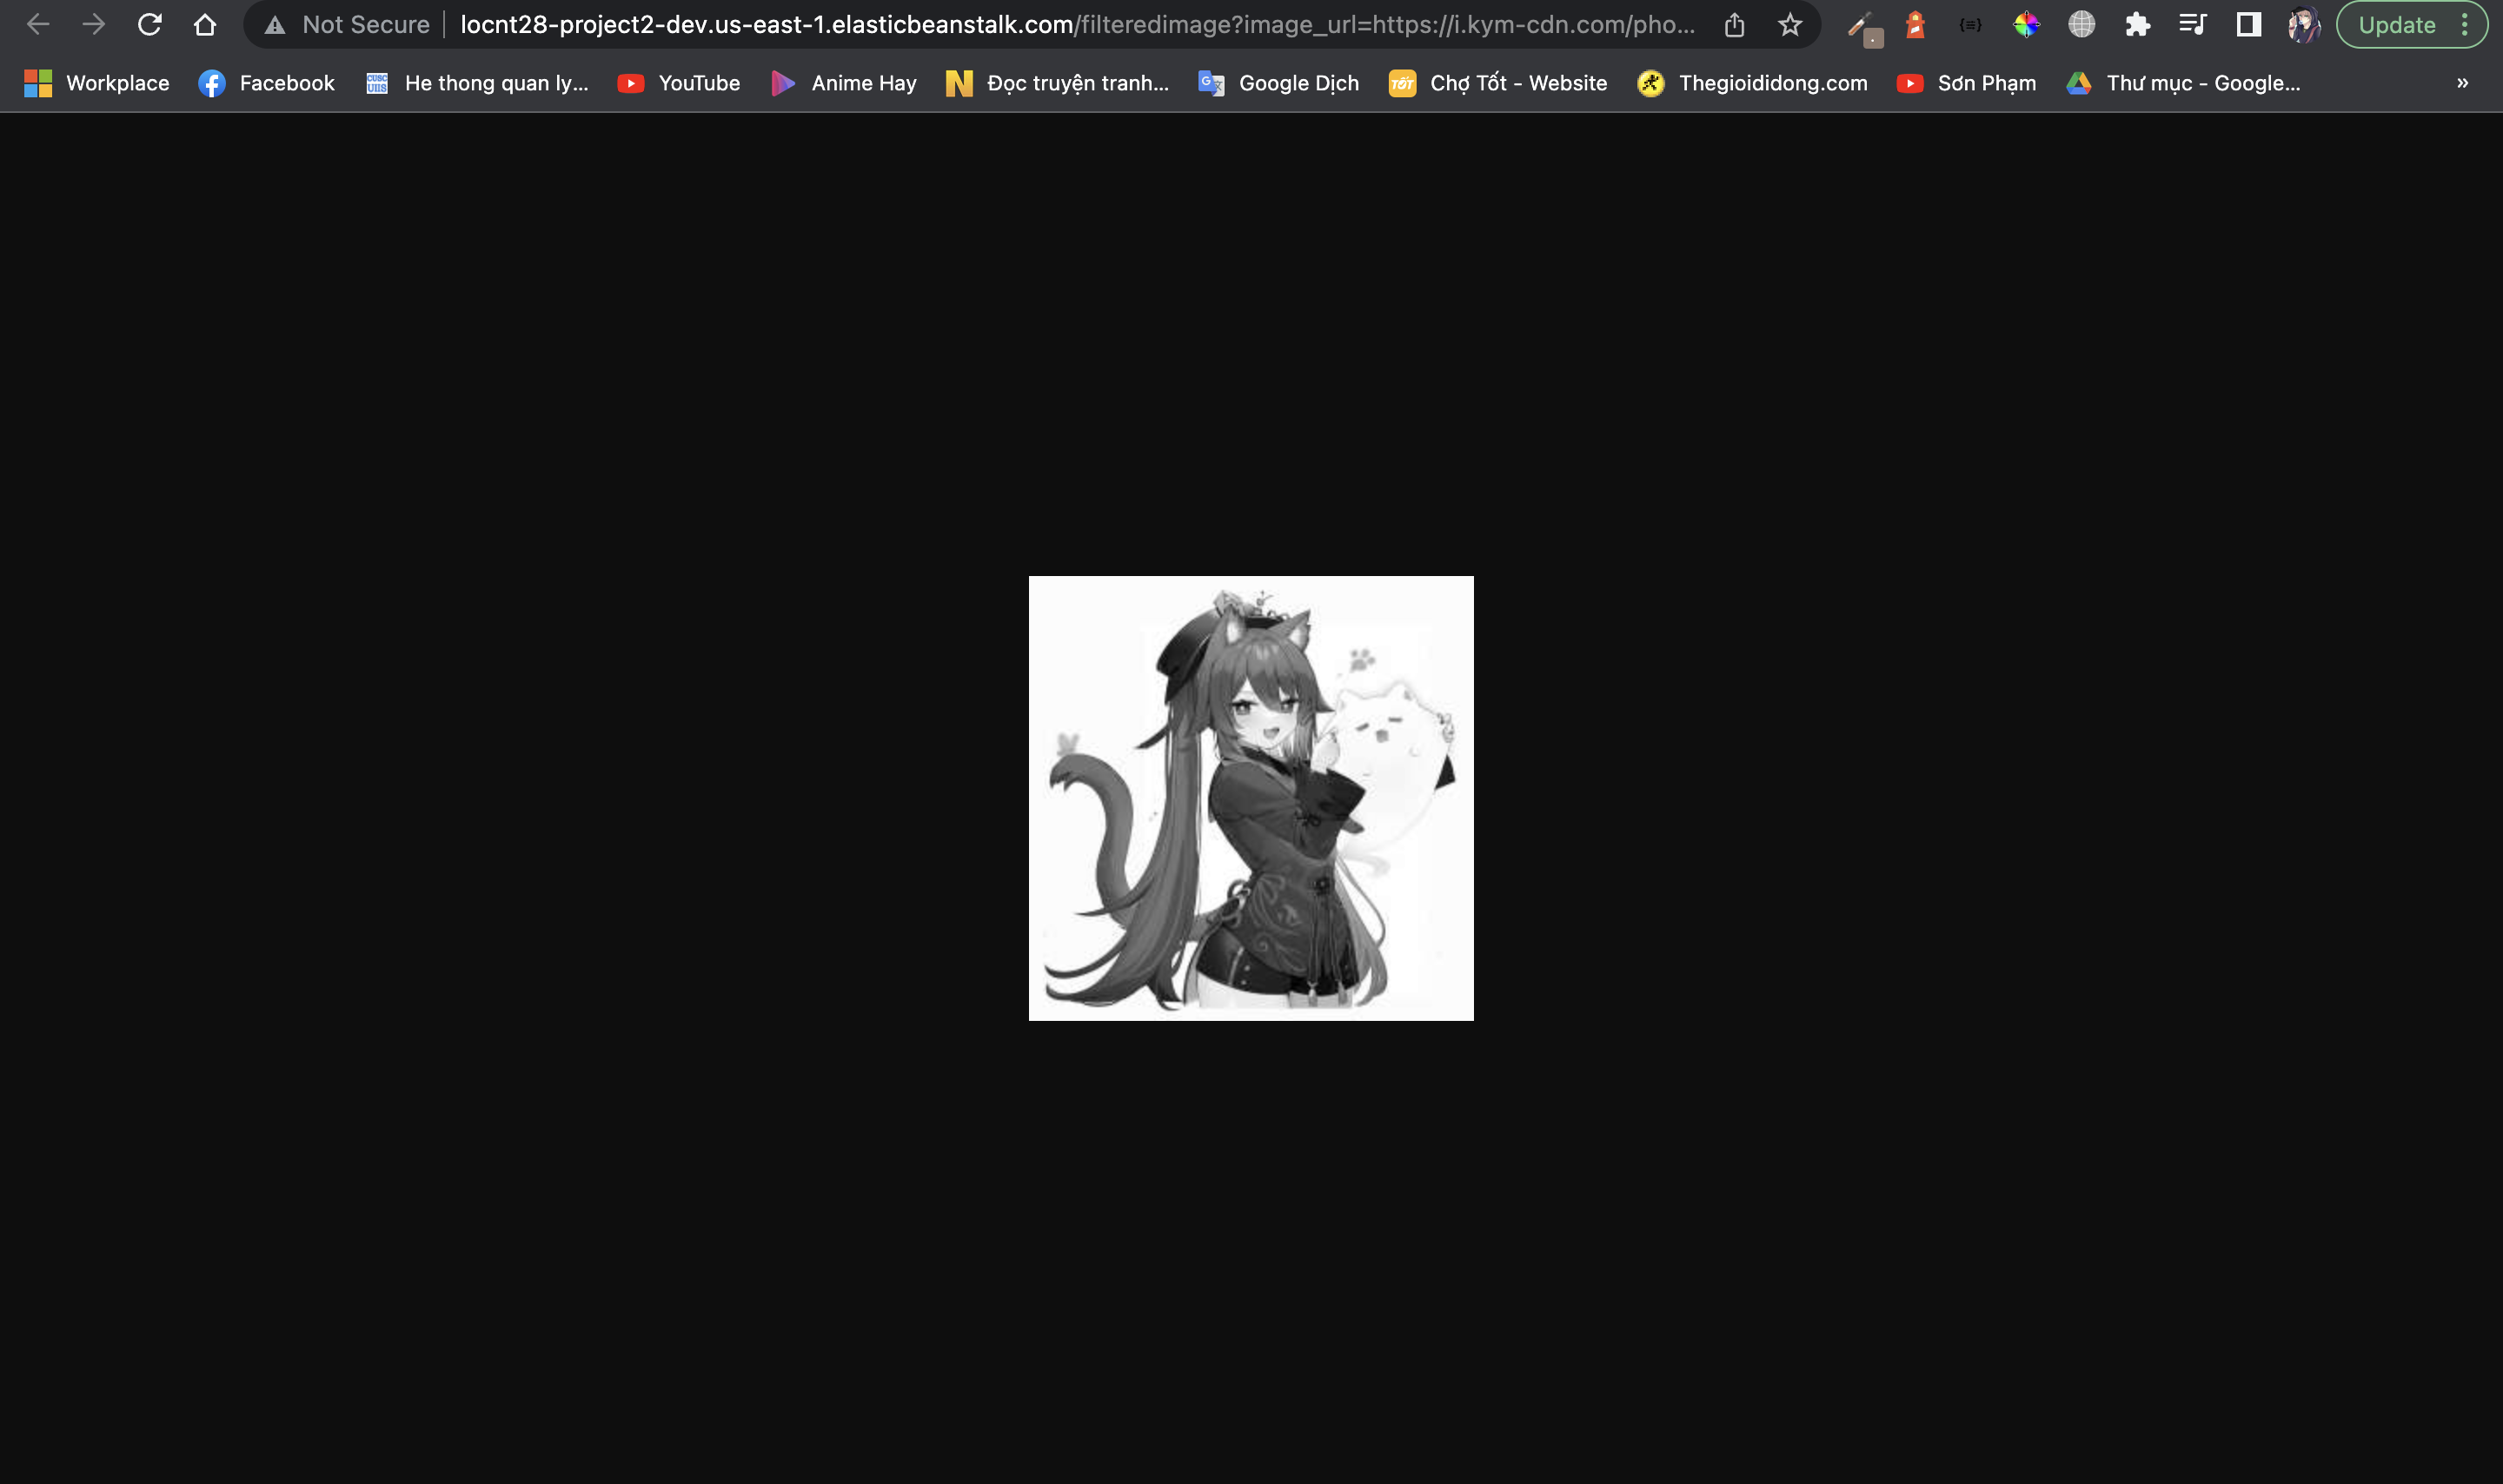 Not Secure locnt28-project2-dev.us-east-1.elasticbeanstalk.com/filteredimage?image_url=https://i.kym-cdn.com/pho... Update
Workplace Facebook He thong quan ly... YouTube Anime Hay Đọc truyện tranh... Google Dịch TỐT Chợ Tốt - Website Thegioididong.com Sơn Phạm Thư mục - Google... »